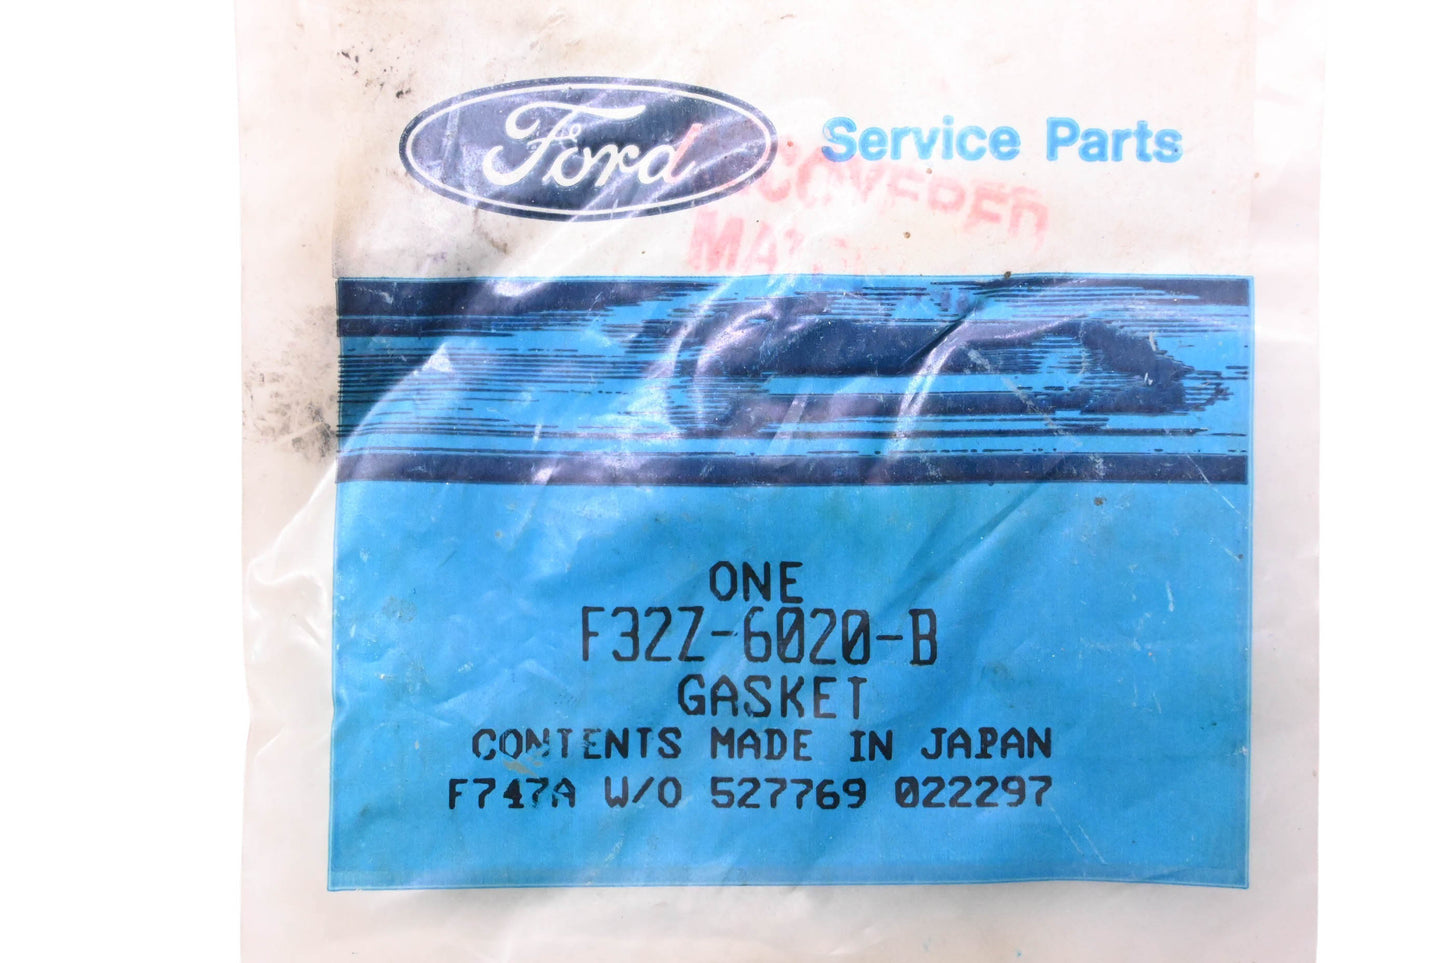 Ford Service Parts
ONE
F32Z-6020-B
GASKET
CONTENTS MADE IN JAPAN
F747A W/O 527769 022297